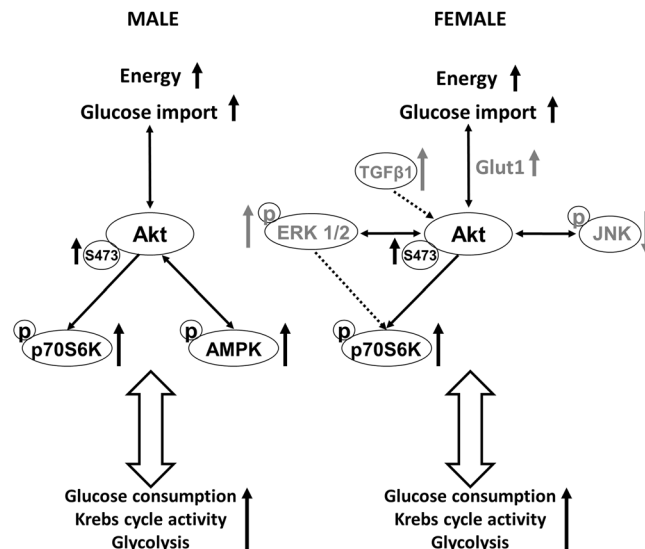 MALE
Energy
Glucose import
Akt
S473
p
p70S6K
p
AMPK
Glucose consumption
Krebs cycle activity
Glycolysis
FEMALE
Energy
Glucose import
TGFβ1
Glut1
p
ERK 1/2
Akt
S473
p
JNK
p
p70S6K
Glucose consumption
Krebs cycle activity
Glycolysis